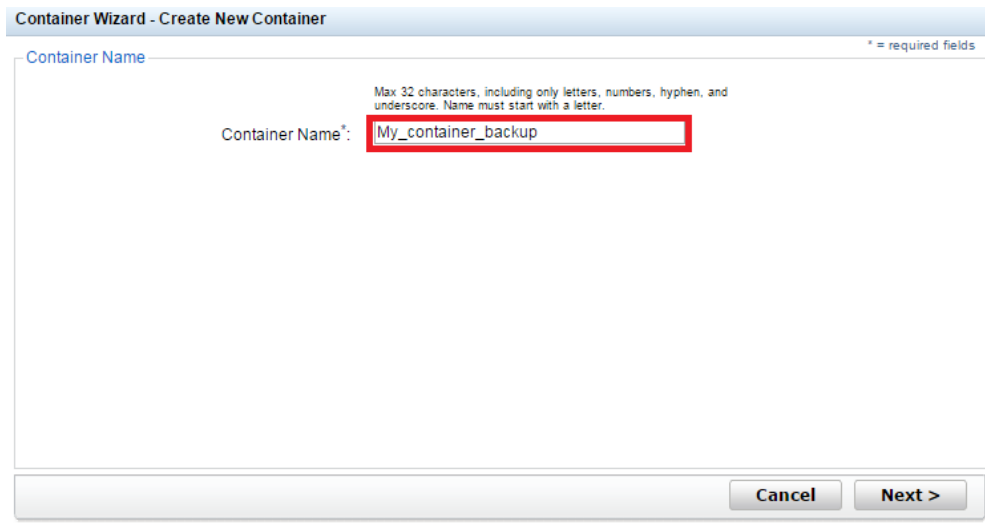 Container Wizard - Create New Container
* = required fields
Container Name
Max 32 characters, including only letters, numbers, hyphen, and
underscore. Name must start with a letter.
Container Name*: My_container_backup
Cancel Next >